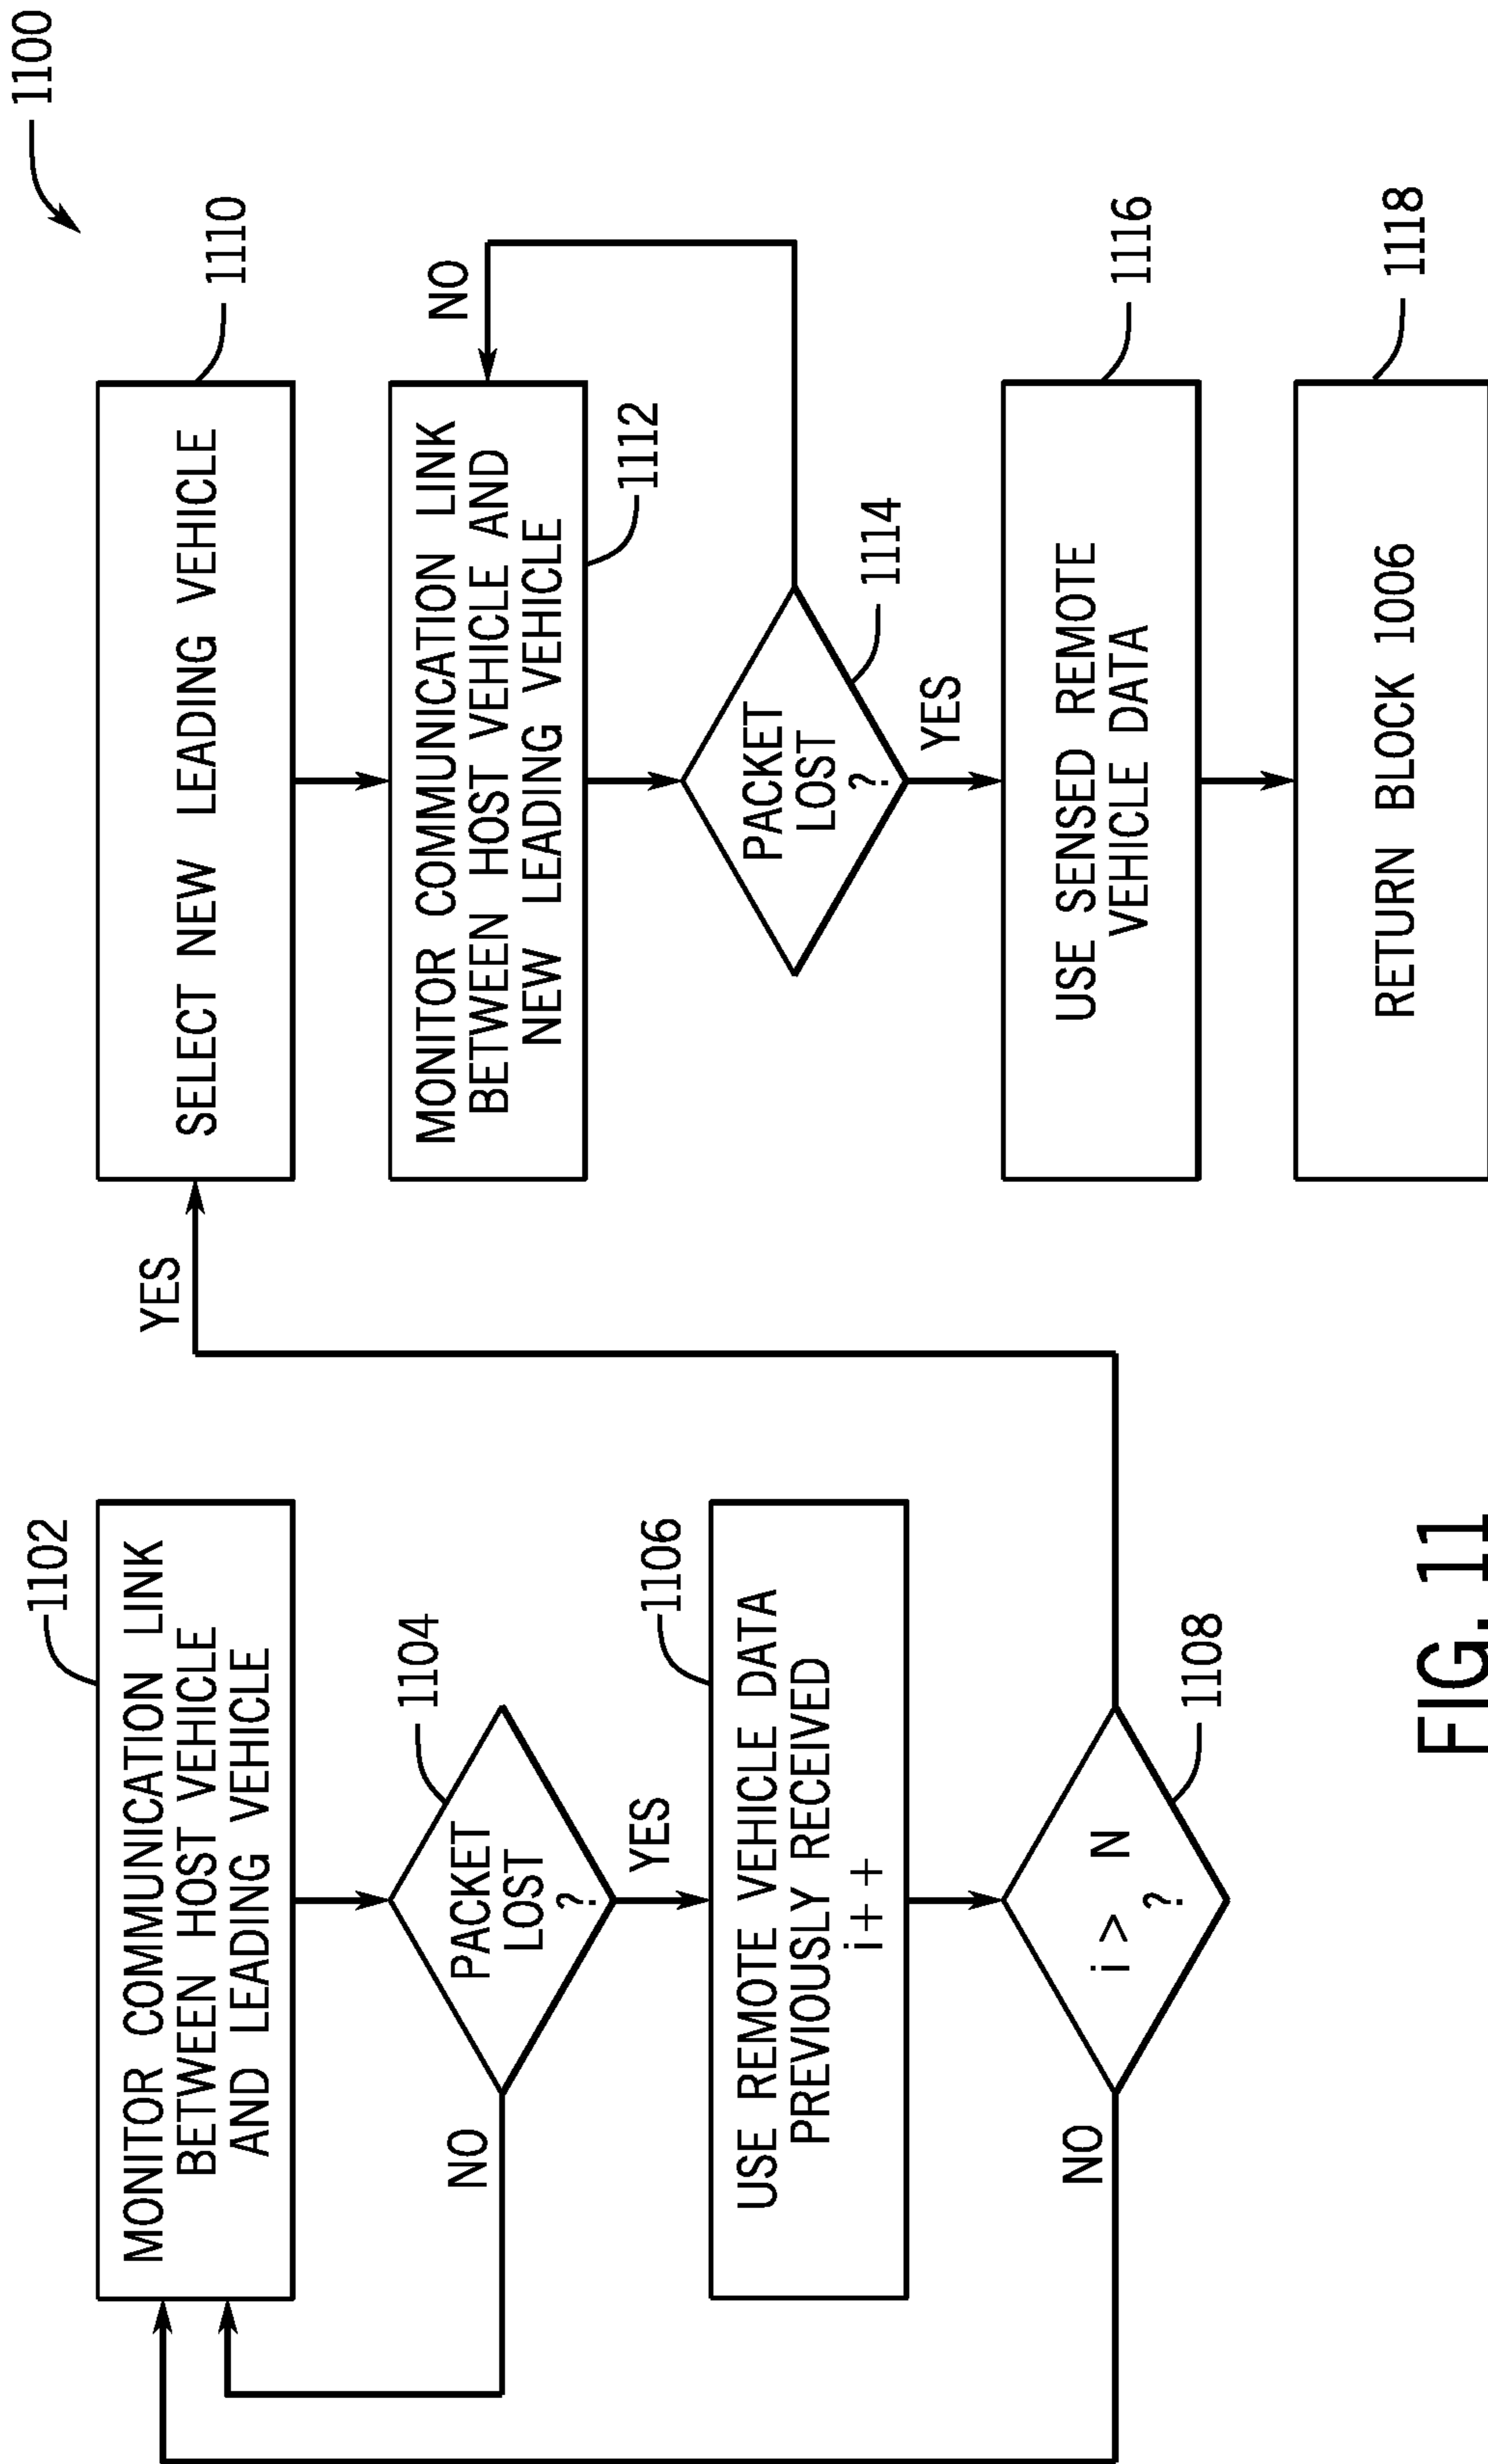 1100
1102
MONITOR COMMUNICATION LINK
BETWEEN HOST VEHICLE
AND LEADING VEHICLE
1104
PACKET
LOST
?
NO
YES
1106
USE REMOTE VEHICLE DATA
PREVIOUSLY RECEIVED
i++
1108
i > N
?
NO
YES
1110
SELECT NEW LEADING VEHICLE
MONITOR COMMUNICATION LINK
BETWEEN HOST VEHICLE AND
NEW LEADING VEHICLE
1112
NO
PACKET
LOST
?
1114
YES
USE SENSED REMOTE
VEHICLE DATA
1116
RETURN BLOCK 1006
1118
FIG. 11